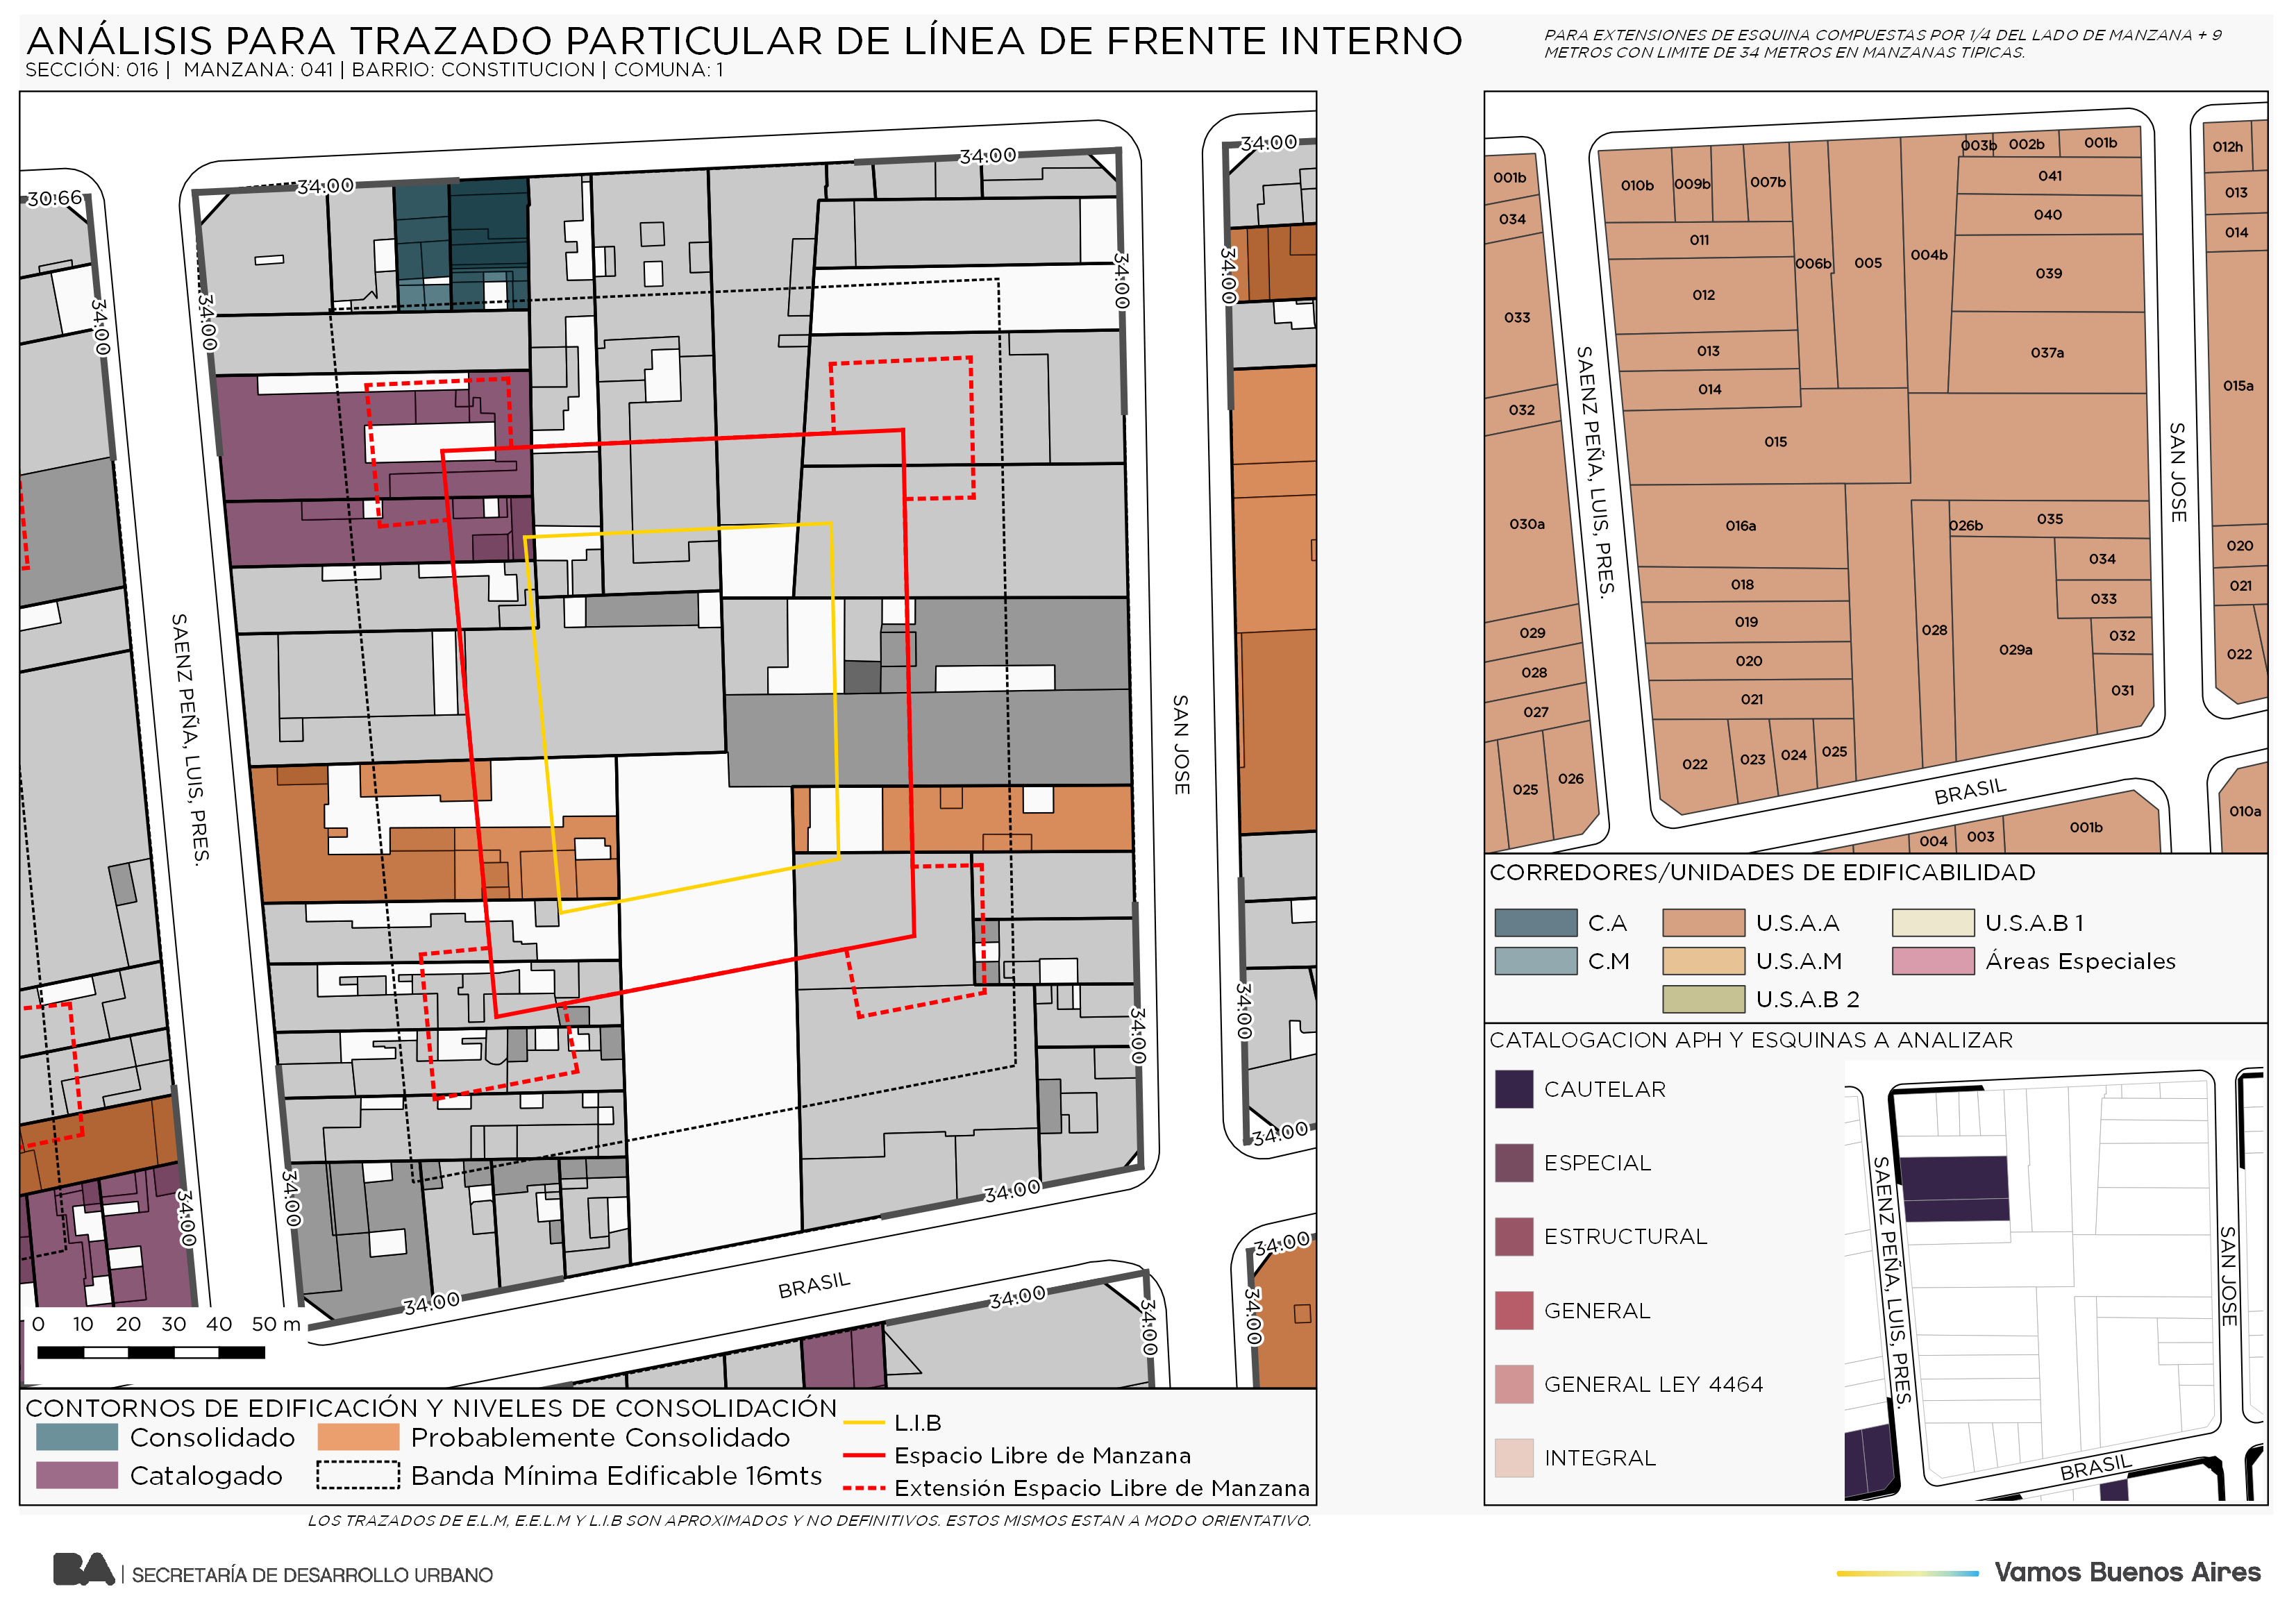 ANÁLISIS PARA TRAZADO PARTICULAR DE LÍNEA DE FRENTE INTERNO
SECCIÓN: 016 | MANZANA: 041 | BARRIO: CONSTITUCION | COMUNA: 1
PARA EXTENSIONES DE ESQUINA COMPUESTAS POR 1/4 DEL LADO DE MANZANA + 9
METROS CON LIMITE DE 34 METROS EN MANZANAS TIPICAS.
34.00
34.00
34.00
30.66
34.00
34.00
34.00
34.00
SAENZ PEÑA, LUIS, PRES.
SAN JOSE
34.00
34.00
34.00
34.00
34.00
34.00
34.00
34.00
BRASIL
34.00
34.00
34.00
34.00
0 10 20 30 40 50 m
CONTORNOS DE EDIFICACIÓN Y NIVELES DE CONSOLIDACIÓN
Consolidado
Probablemente Consolidado
Catalogado
Banda Mínima Edificable 16mts
L.I.B
Espacio Libre de Manzana
Extensión Espacio Libre de Manzana
LOS TRAZADOS DE E.L.M, E.E.L.M Y L.I.B SON APROXIMADOS Y NO DEFINITIVOS. ESTOS MISMOS ESTAN A MODO ORIENTATIVO.
001b
034
033
032
030a
029
028
027
025
026
010b
009b
007b
003b
002b
001b
041
040
011
012
006b
005
004b
039
013
037a
014
015
016a
026b
035
034
018
033
019
028
032
020
029a
021
031
022
023
024
025
012h
013
014
015a
020
021
022
010a
SAENZ PEÑA, LUIS, PRES.
SAN JOSE
BRASIL
004
003
001b
CORREDORES/UNIDADES DE EDIFICABILIDAD
C.A
U.S.A.A
U.S.A.B 1
C.M
U.S.A.M
Áreas Especiales
U.S.A.B 2
CATALOGACION APH Y ESQUINAS A ANALIZAR
CAUTELAR
ESPECIAL
ESTRUCTURAL
GENERAL
GENERAL LEY 4464
INTEGRAL
SAENZ PEÑA, LUIS, PRES.
SAN JOSE
BRASIL
BA | SECRETARÍA DE DESARROLLO URBANO
Vamos Buenos Aires